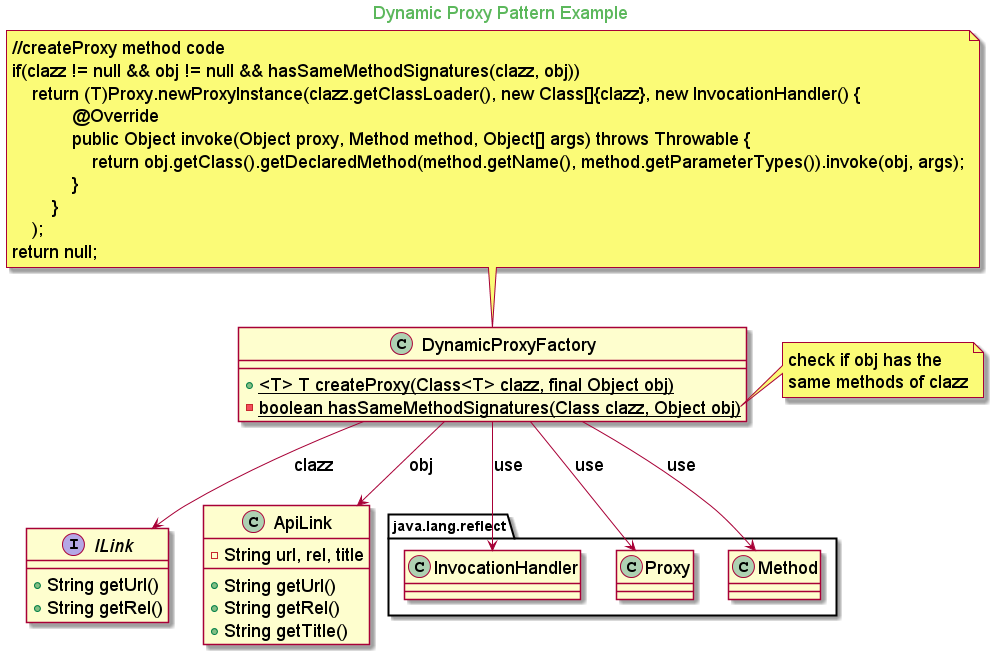 Dynamic Proxy Pattern Example
//createProxy method code
if(clazz != null && obj != null && hasSameMethodSignatures(clazz, obj))
return (T)Proxy.newProxyInstance(clazz.getClassLoader(), new Class[]{clazz}, new InvocationHandler() {
@Override
public Object invoke(Object proxy, Method method, Object[] args) throws Throwable {
return obj.getClass().getDeclaredMethod(method.getName(), method.getParameterTypes()).invoke(obj, args);
}
}
);
return null;
C DynamicProxyFactory
<T> T createProxy(Class<T> clazz, final Object obj)
boolean hasSameMethodSignatures(Class clazz, Object obj)
check if obj has the
same methods of clazz
clazz
obj
use
use
use
I ILink
String getUrl()
String getRel()
C ApiLink
String url, rel, title
String getUrl()
String getRel()
String getTitle()
java.lang.reflect
C InvocationHandler
C Proxy
C Method